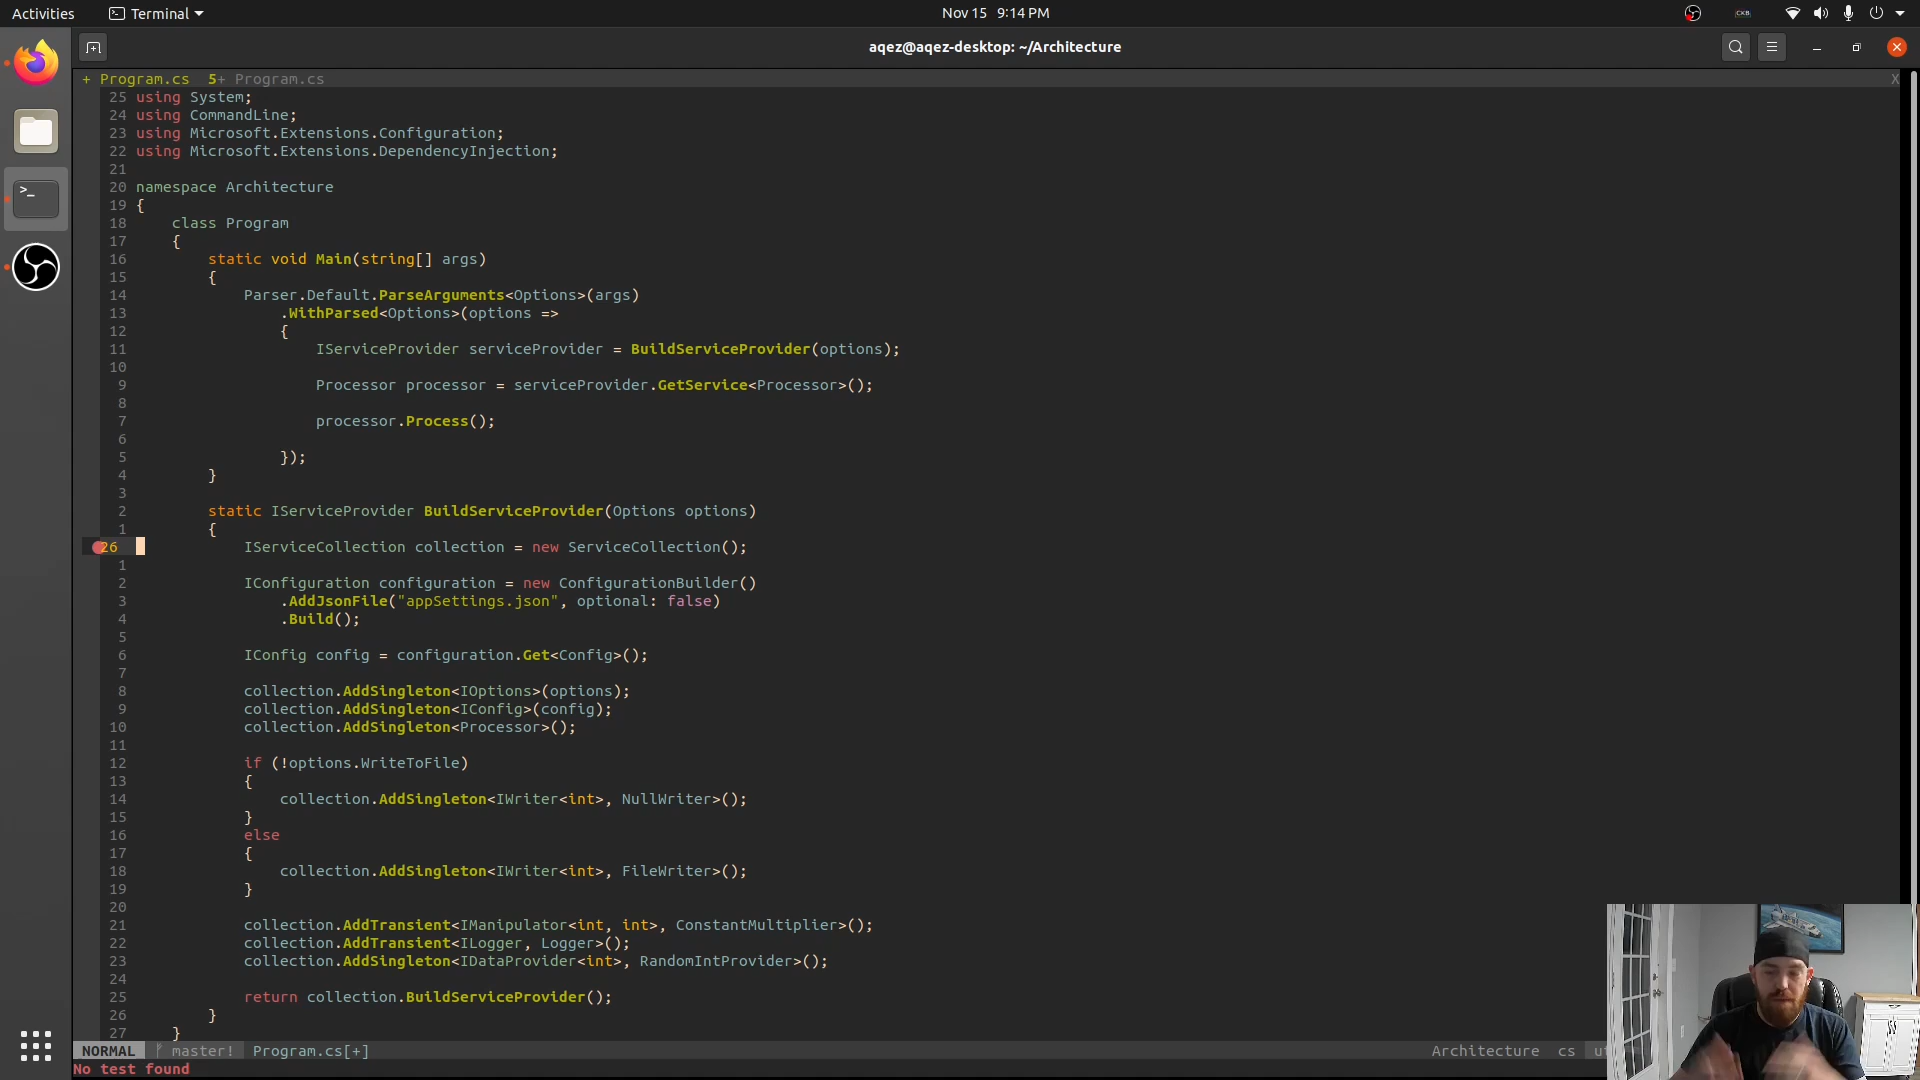 Activities
Terminal
Nov 15 9:14 PM
CKB
aqez@aqez-desktop: ~/Architecture
+ Program.cs 5+ Program.cs X
25 using System;
24 using CommandLine;
23 using Microsoft.Extensions.Configuration;
22 using Microsoft.Extensions.DependencyInjection;
21
20 namespace Architecture
19 {
18 class Program
17 {
16 static void Main(string[] args)
15 {
14 Parser.Default.ParseArguments<Options>(args)
13 .WithParsed<Options>(options =>
12 {
11 IServiceProvider serviceProvider = BuildServiceProvider(options);
10
9 Processor processor = serviceProvider.GetService<Processor>();
8
7 processor.Process();
6
5 });
4 }
3
2 static IServiceProvider BuildServiceProvider(Options options)
1 {
26 IServiceCollection collection = new ServiceCollection();
1
2 IConfiguration configuration = new ConfigurationBuilder()
3 .AddJsonFile("appSettings.json", optional: false)
4 .Build();
5
6 IConfig config = configuration.Get<Config>();
7
8 collection.AddSingleton<IOptions>(options);
9 collection.AddSingleton<IConfig>(config);
10 collection.AddSingleton<Processor>();
11
12 if (!options.WriteToFile)
13 {
14 collection.AddSingleton<IWriter<int>, NullWriter>();
15 }
16 else
17 {
18 collection.AddSingleton<IWriter<int>, FileWriter>();
19 }
20
21 collection.AddTransient<IManipulator<int, int>, ConstantMultiplier>();
22 collection.AddTransient<ILogger, Logger>();
23 collection.AddSingleton<IDataProvider<int>, RandomIntProvider>();
24
25 return collection.BuildServiceProvider();
26 }
27 }
NORMAL master! Program.cs[+] Architecture cs
No test found